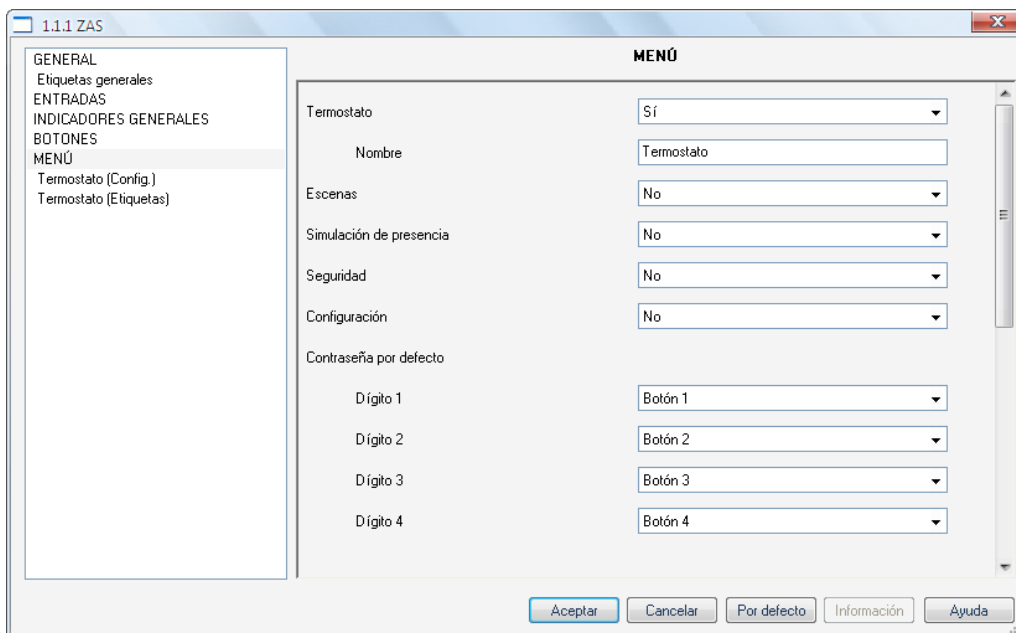 1.1.1 ZAS
GENERAL
Etiquetas generales
ENTRADAS
INDICADORES GENERALES
BOTONES
MENÚ
Termostato (Config.)
Termostato (Etiquetas)
MENÚ
Termostato Sí
Nombre Termostato
Escenas No
Simulación de presencia No
Seguridad No
Configuración No
Contraseña por defecto
Dígito 1 Botón 1
Dígito 2 Botón 2
Dígito 3 Botón 3
Dígito 4 Botón 4
Aceptar Cancelar Por defecto Información Ayuda